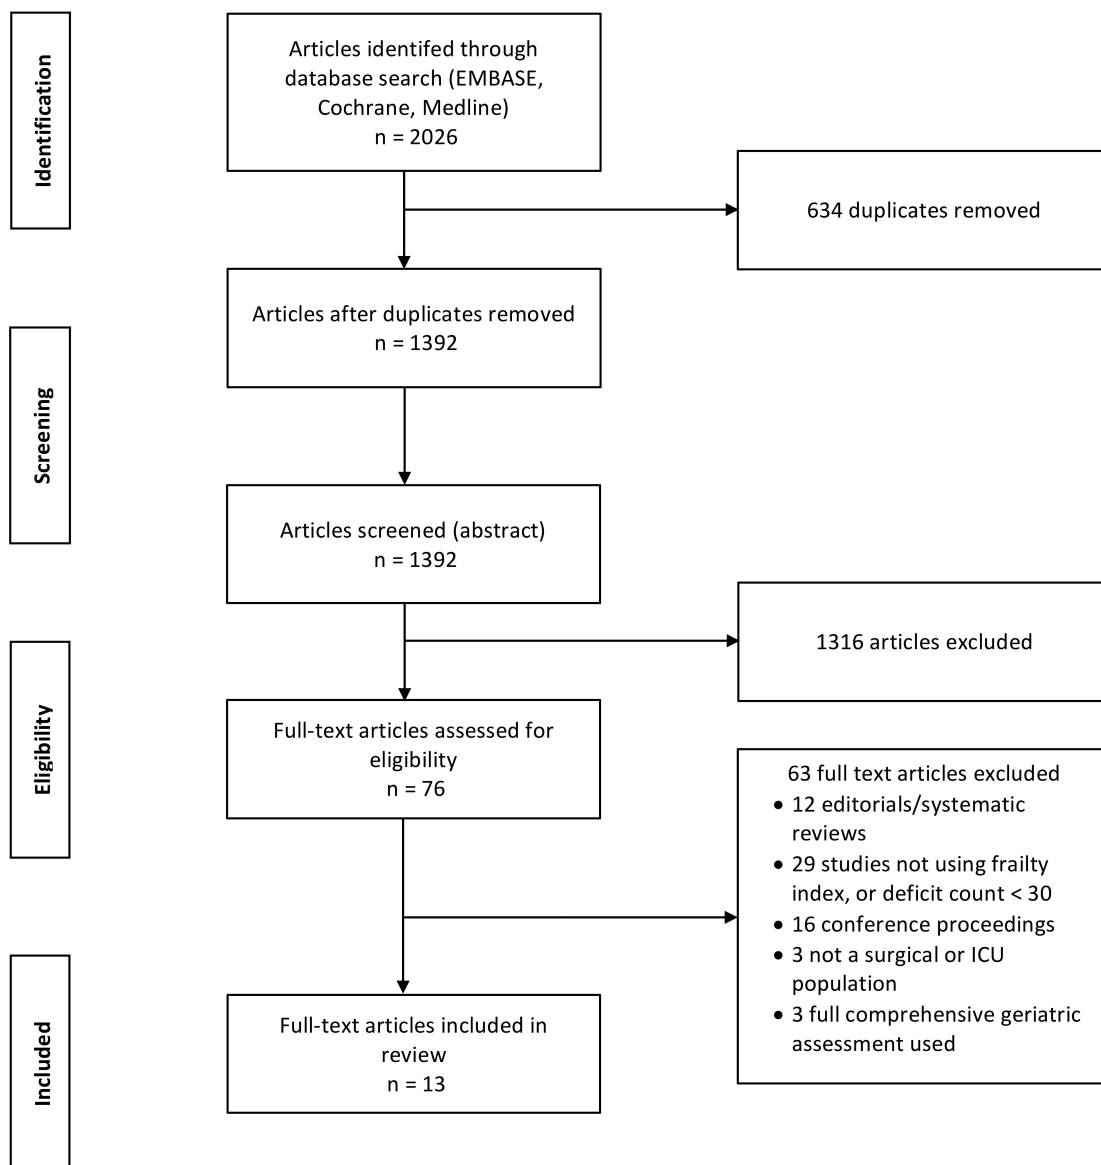 Identification
Articles identifed through
database search (EMBASE,
Cochrane, Medline)
n = 2026
634 duplicates removed
Articles after duplicates removed
n = 1392
Screening
Articles screened (abstract)
n = 1392
1316 articles excluded
Eligibility
Full-text articles assessed for
eligibility
n = 76
63 full text articles excluded
• 12 editorials/systematic
reviews
• 29 studies not using frailty
index, or deficit count < 30
• 16 conference proceedings
• 3 not a surgical or ICU
population
• 3 full comprehensive geriatric
assessment used
Included
Full-text articles included in
review
n = 13